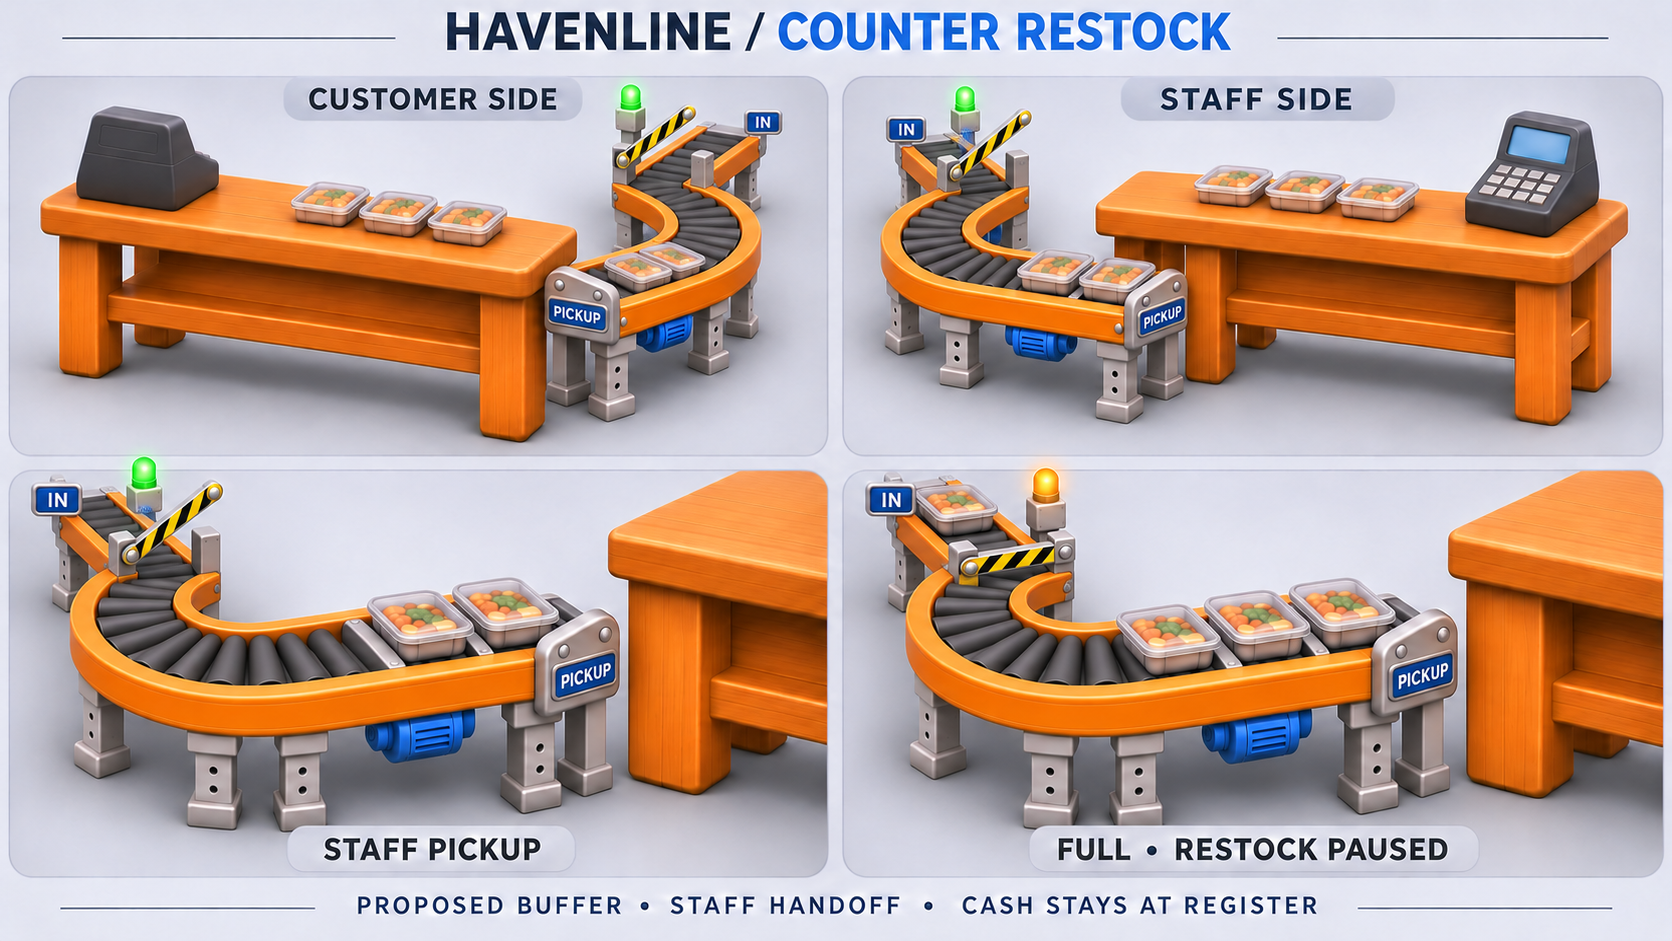 HAVENLINE / COUNTER RESTOCK
CUSTOMER SIDE
IN
PICKUP
STAFF SIDE
IN
PICKUP
IN
PICKUP
STAFF PICKUP
IN
PICKUP
FULL • RESTOCK PAUSED
PROPOSED BUFFER • STAFF HANDOFF • CASH STAYS AT REGISTER